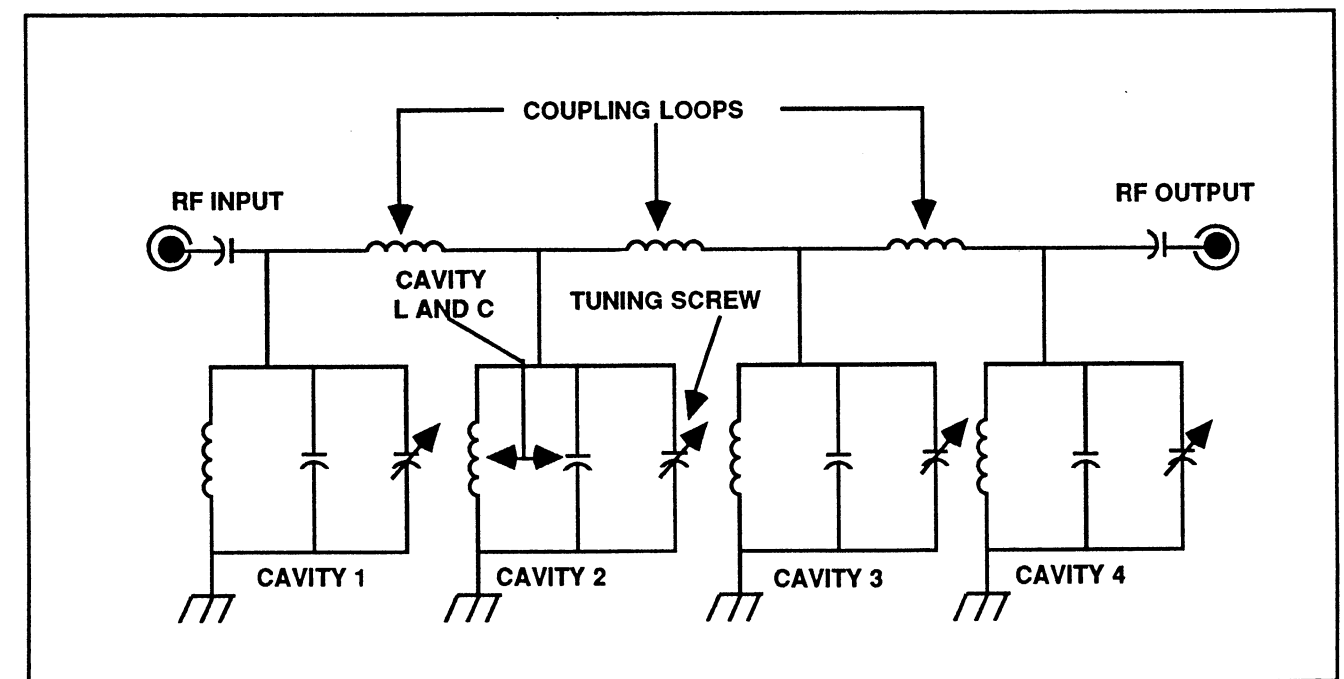 COUPLING LOOPS
RF INPUT
RF OUTPUT
CAVITY
L AND C
TUNING SCREW
CAVITY 1
CAVITY 2
CAVITY 3
CAVITY 4